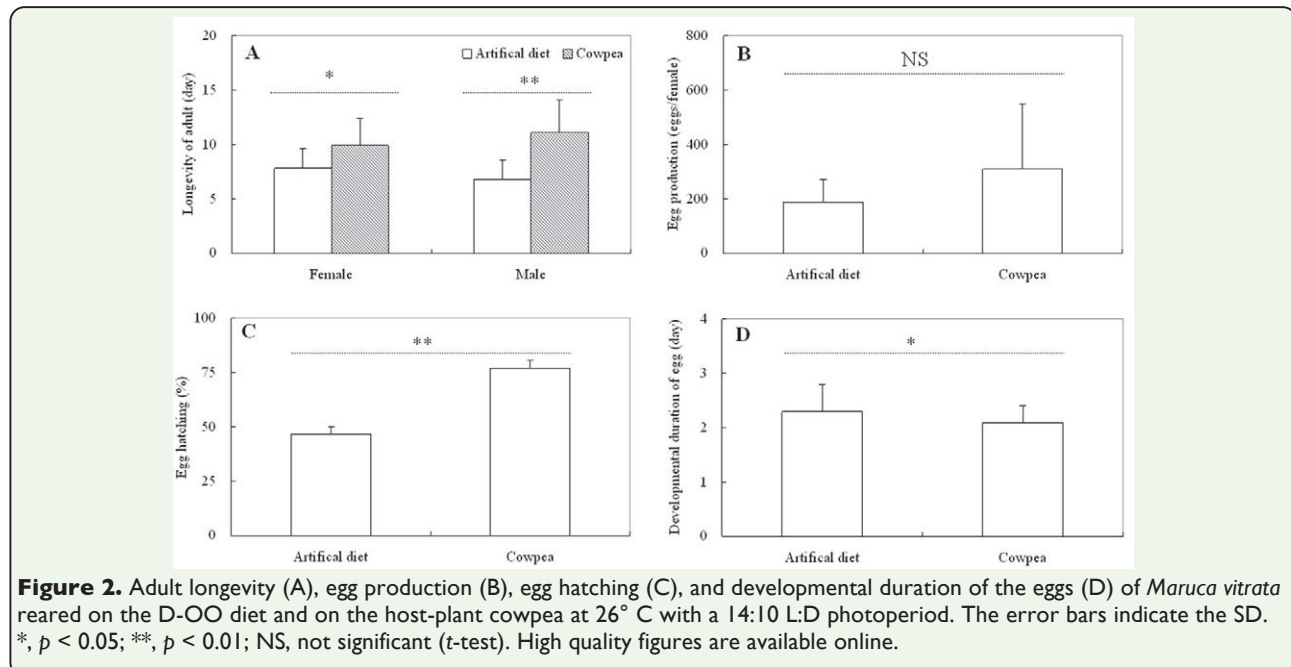 A
Artifical diet
Cowpea
Longevity of adult (day)
20
15
10
5
0
*
**
Female
Male
B
Egg production (eggs/female)
800
600
400
200
0
NS
Artifical diet
Cowpea
C
Egg hatching (%)
100
75
50
25
0
**
Artifical diet
Cowpea
D
Developmental duration of egg (day)
4
3
2
1
0
*
Artifical diet
Cowpea
Figure 2. Adult longevity (A), egg production (B), egg hatching (C), and developmental duration of the eggs (D) of Maruca vitrata
reared on the D-OO diet and on the host-plant cowpea at 26° C with a 14:10 L:D photoperiod. The error bars indicate the SD.
*, p < 0.05; **, p < 0.01; NS, not significant (t-test). High quality figures are available online.